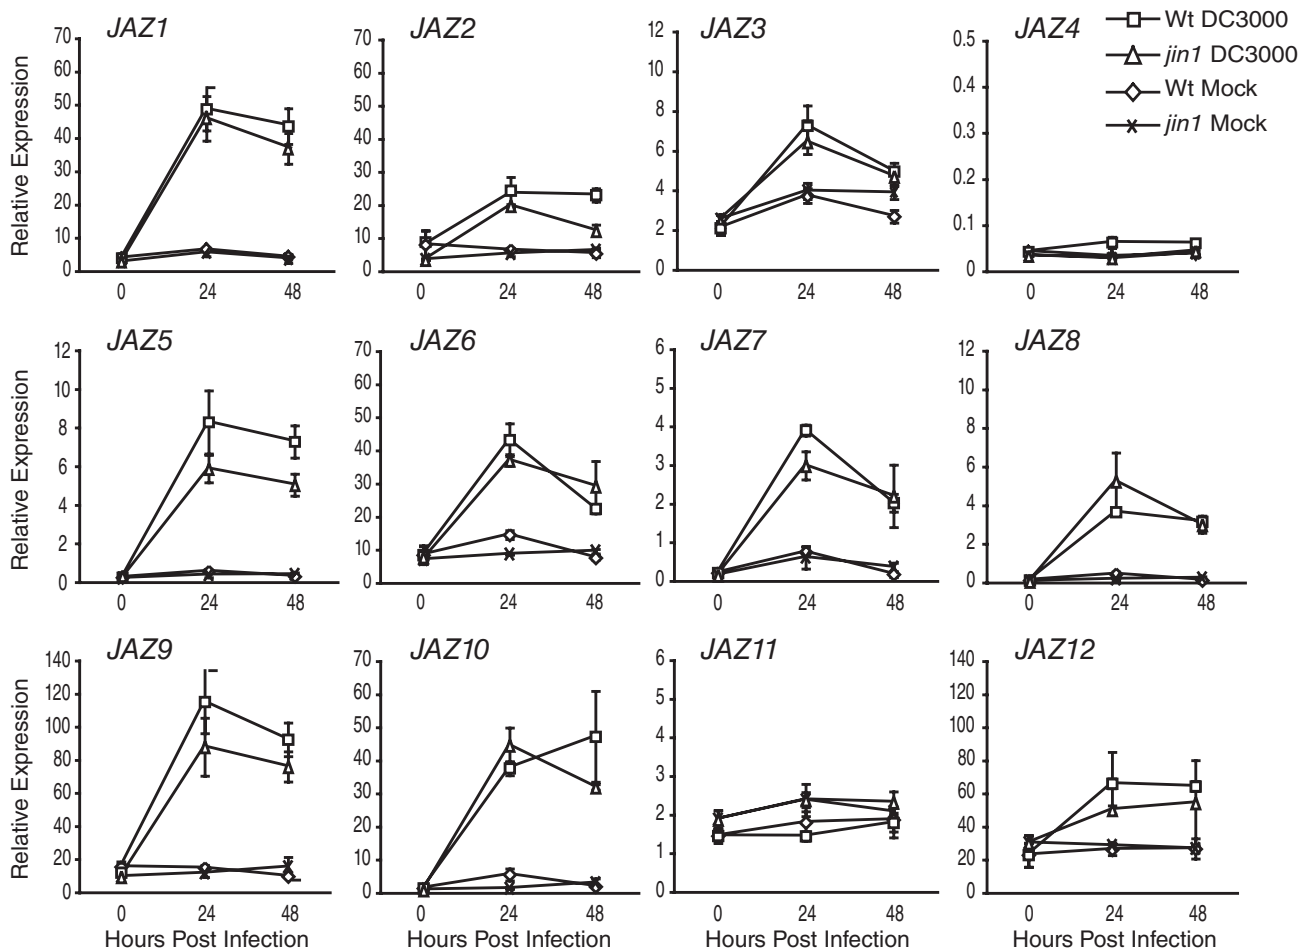 JAZ1
JAZ2
JAZ3
JAZ4
Wt DC3000
jin1 DC3000
Wt Mock
jin1 Mock
Relative Expression
70
60
50
40
30
20
10
0
0 24 48
70
60
50
40
30
20
10
0
0 24 48
12
10
8
6
4
2
0
0 24 48
0.5
0.4
0.3
0.2
0.1
0
0 24 48
JAZ5
JAZ6
JAZ7
JAZ8
Relative Expression
12
10
8
6
4
2
0
0 24 48
70
60
50
40
30
20
10
0
0 24 48
6
5
4
3
2
1
0
0 24 48
12
10
8
6
4
2
0
0 24 48
JAZ9
JAZ10
JAZ11
JAZ12
Relative Expression
140
120
100
80
60
40
20
0
0 24 48
Hours Post Infection
70
60
50
40
30
20
10
0
0 24 48
Hours Post Infection
6
5
4
3
2
1
0
0 24 48
Hours Post Infection
140
120
100
80
60
40
20
0
0 24 48
Hours Post Infection